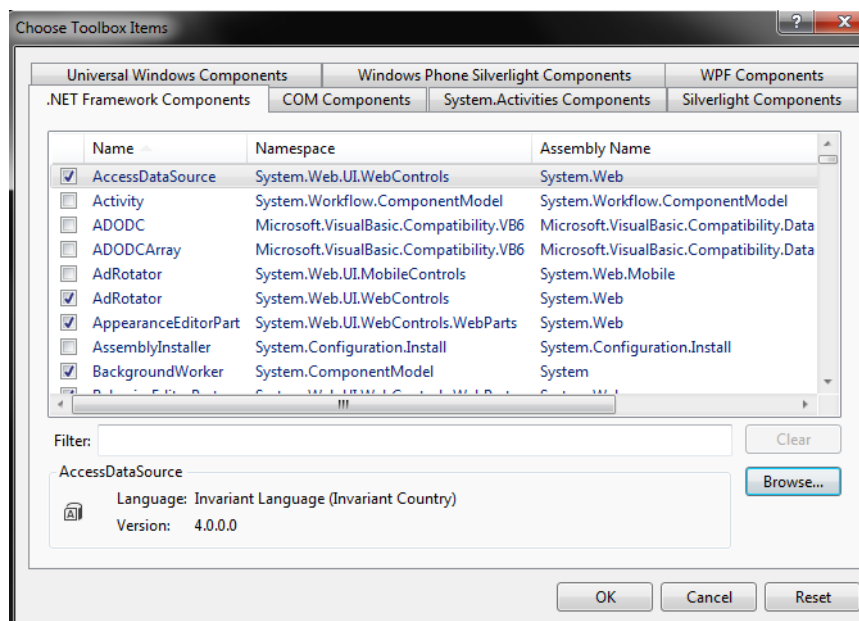 Choose Toolbox Items
Universal Windows Components Windows Phone Silverlight Components WPF Components
.NET Framework Components COM Components System.Activities Components Silverlight Components
Name Namespace Assembly Name
AccessDataSource System.Web.UI.WebControls System.Web
Activity System.Workflow.ComponentModel System.Workflow.ComponentModel
ADODC Microsoft.VisualBasic.Compatibility.VB6 Microsoft.VisualBasic.Compatibility.Data
ADODCArray Microsoft.VisualBasic.Compatibility.VB6 Microsoft.VisualBasic.Compatibility.Data
AdRotator System.Web.UI.MobileControls System.Web.Mobile
AdRotator System.Web.UI.WebControls System.Web
AppearanceEditorPart System.Web.UI.WebControls.WebParts System.Web
AssemblyInstaller System.Configuration.Install System.Configuration.Install
BackgroundWorker System.ComponentModel System
Filter: Clear
AccessDataSource
Browse...
Language: Invariant Language (Invariant Country)
Version: 4.0.0.0
OK Cancel Reset